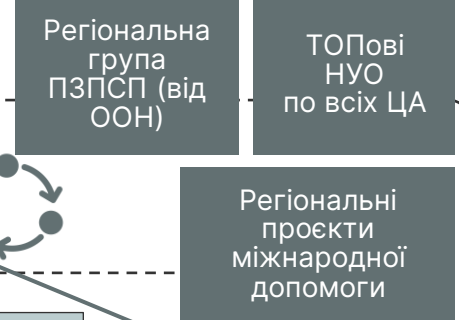 Регіональна
група
ПЗПСП (від
ООН)
ТОПові
НУО
по всіх ЦА
Регіональні
проєкти
міжнародної
допомоги